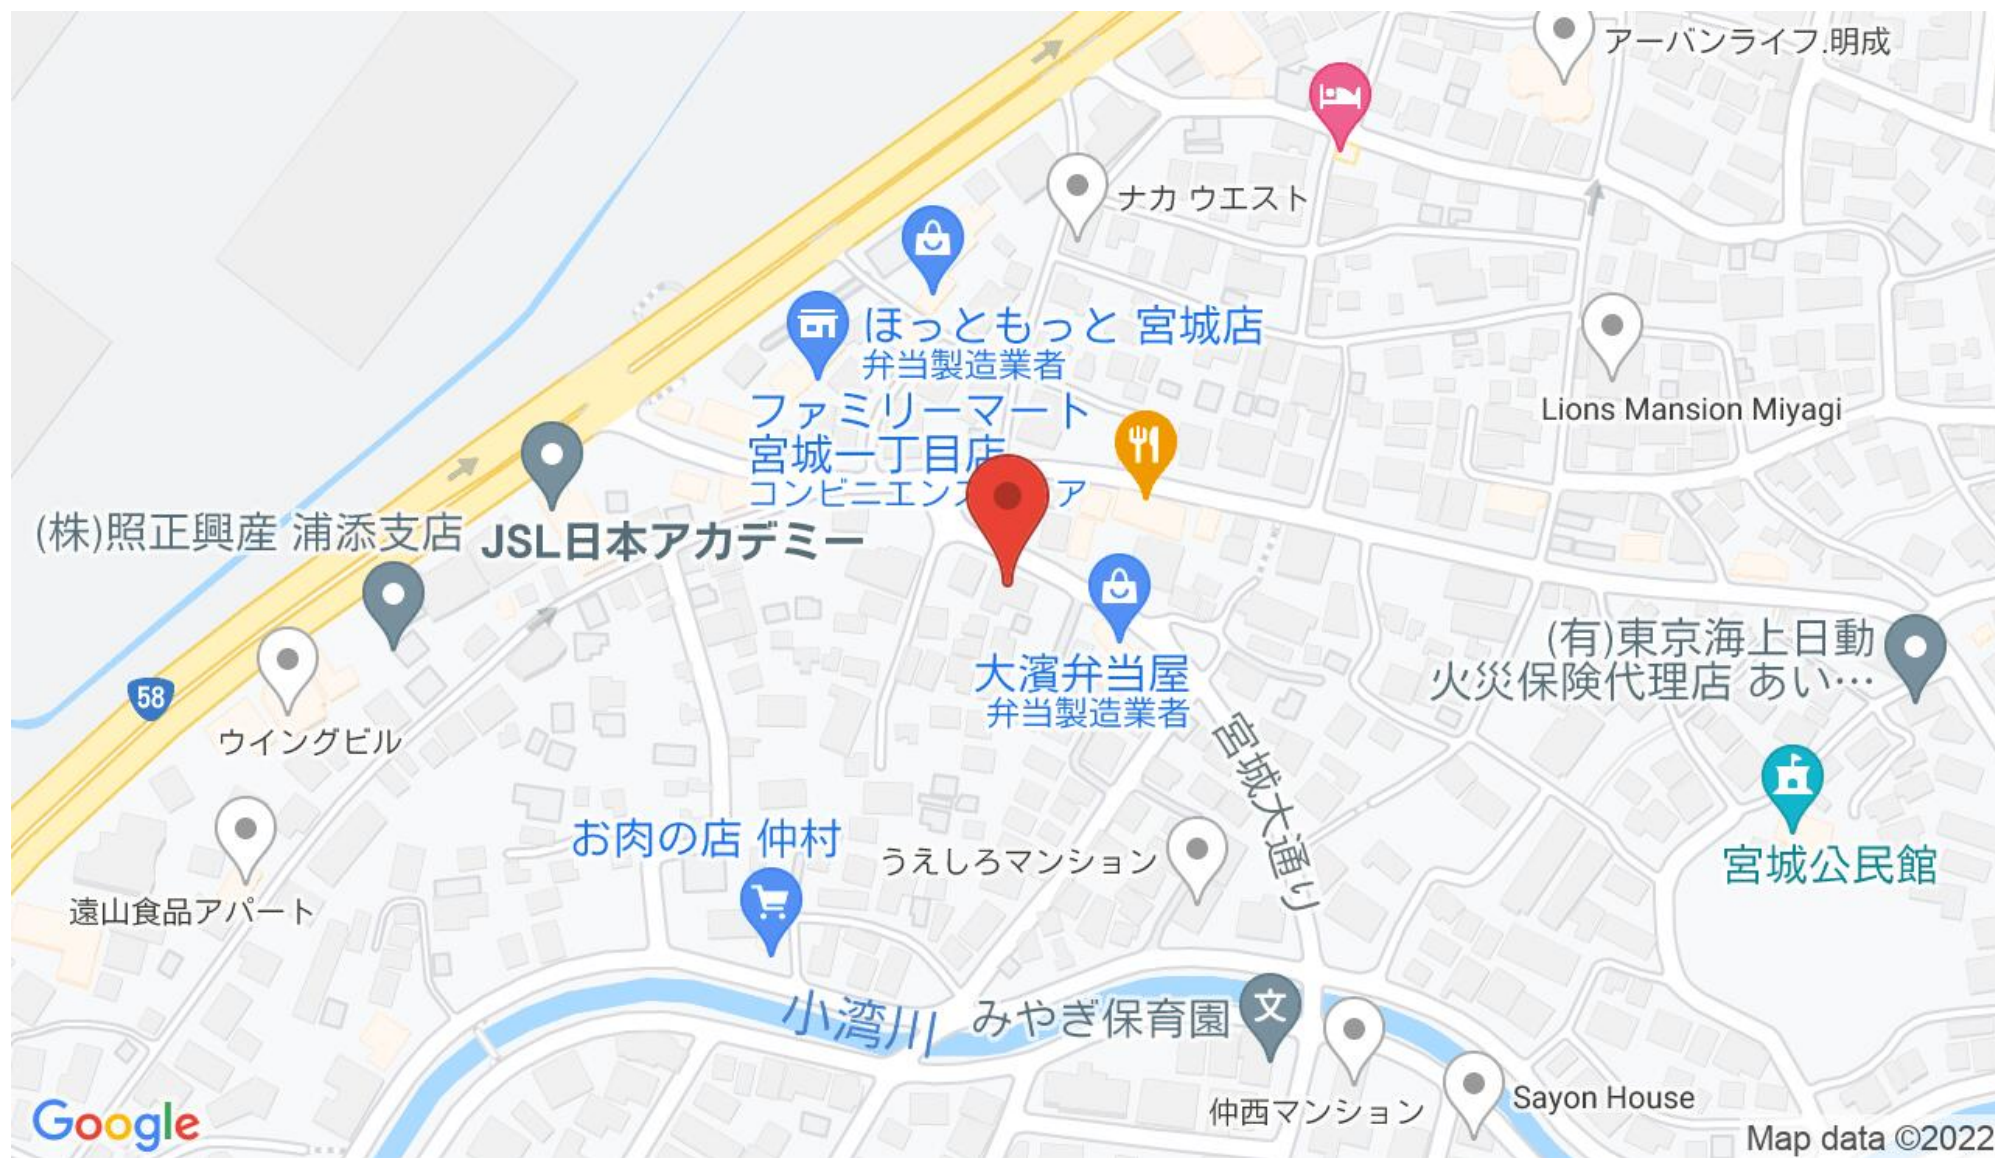 アーバンライフ.明成
ナカ ウエスト
ほっともっと 宮城店
弁当製造業者
ファミリーマート
宮城一丁目店
コンビニエンス
ア
Lions Mansion Miyagi
(株)照正興産 浦添支店
JSL日本アカデミー
58
ウイングビル
大濱弁当屋
弁当製造業者
(有)東京海上日動
火災保険代理店 あい…
宮城大通り
宮城公民館
お肉の店 仲村
うえしろマンション
遠山食品アパート
小湾川
みやぎ保育園
文
仲西マンション
Sayon House
Google
Map data ©2022